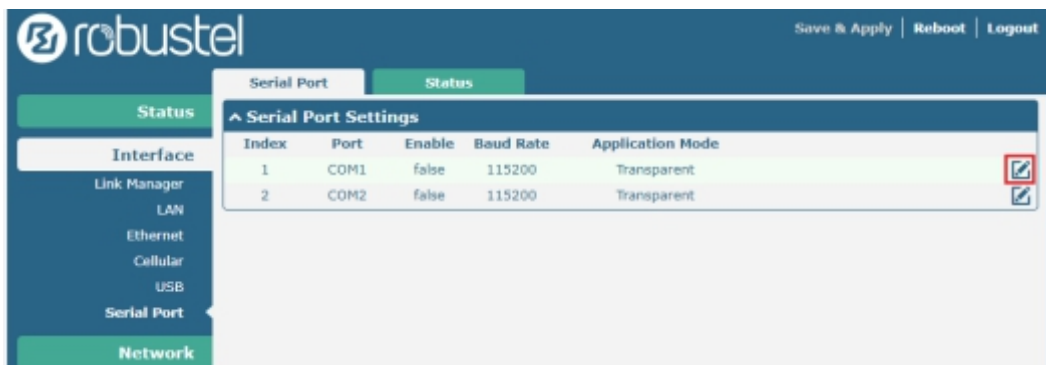 robustel
Save & Apply | Reboot | Logout
Serial Port Status
Status
Interface
Link Manager
LAN
Ethernet
Cellular
USB
Serial Port
Network
Serial Port Settings
Index Port Enable Baud Rate Application Mode
1 COM1 false 115200 Transparent
2 COM2 false 115200 Transparent